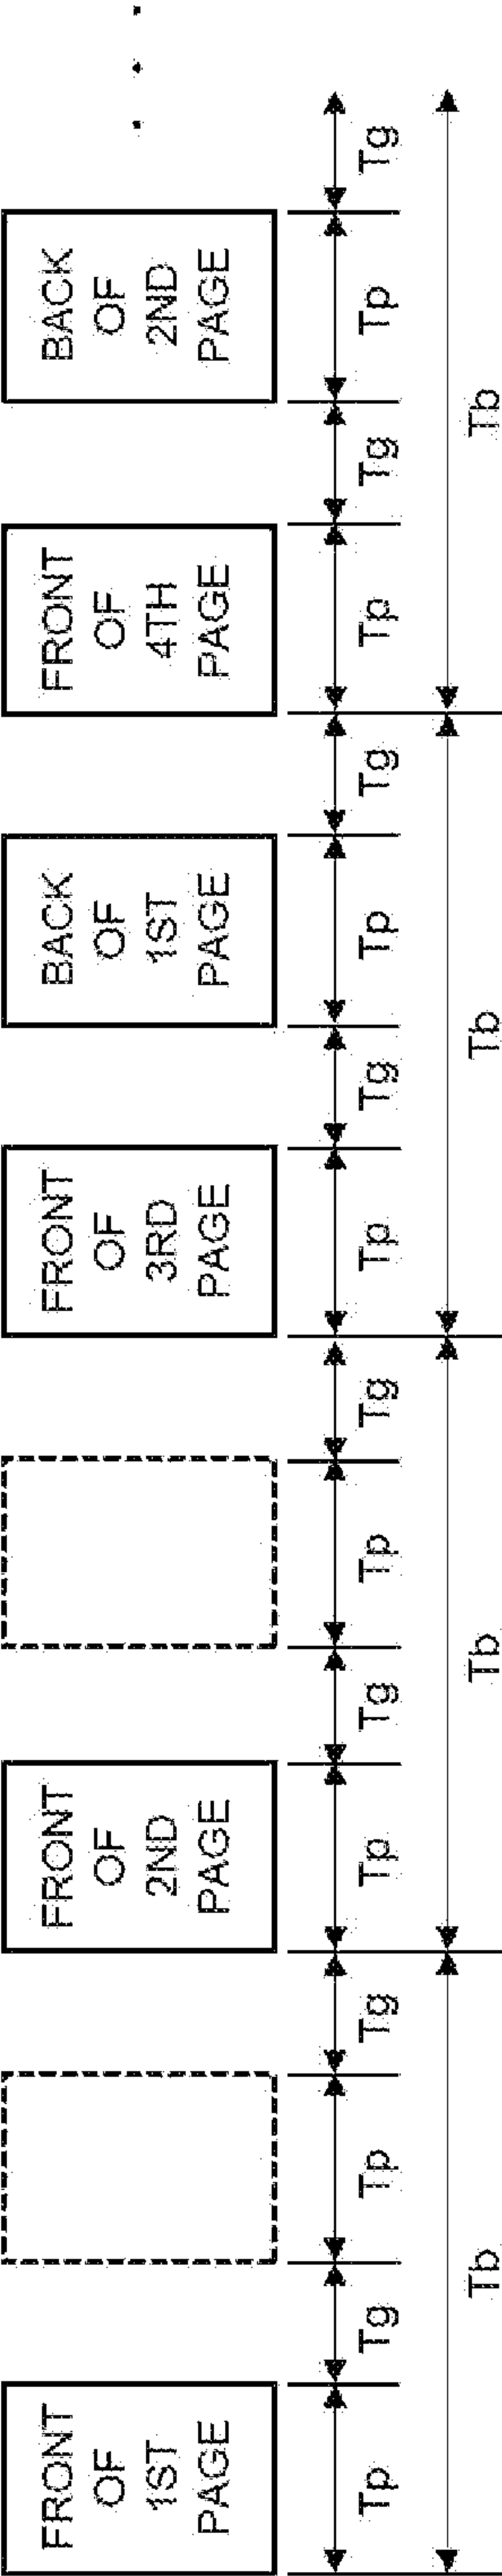 FRONT
OF
1ST
PAGE
FRONT
OF
2ND
PAGE
FRONT
OF
3RD
PAGE
BACK
OF
1ST
PAGE
FRONT
OF
4TH
PAGE
BACK
OF
2ND
PAGE
. . .
Tp Tg Tp Tg Tp Tg Tp Tg Tp Tg Tp Tg Tp Tg Tp Tg
Tb Tb Tb Tb